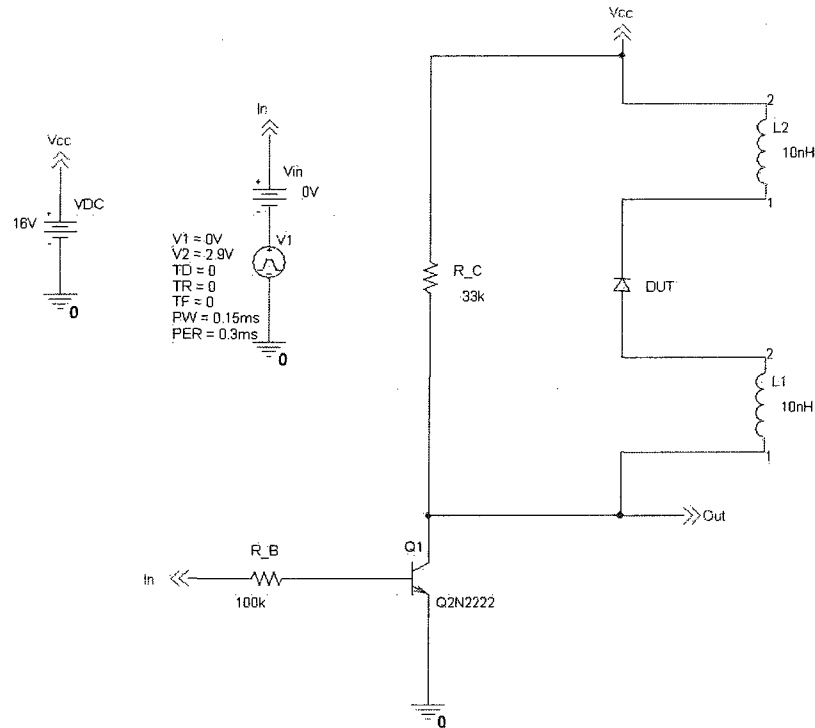 Vcc
In
Vcc
Vin
0V
VDC
16V
0
V1
V1 = 0V
V2 = 2.9V
TD = 0
TR = 0
TF = 0
PW = 0.15ms
PER = 0.3ms
0
2
L2
10nH
1
R_C
33k
DUT
2
L1
10nH
1
Out
In
R_B
100k
Q1
Q2N2222
0